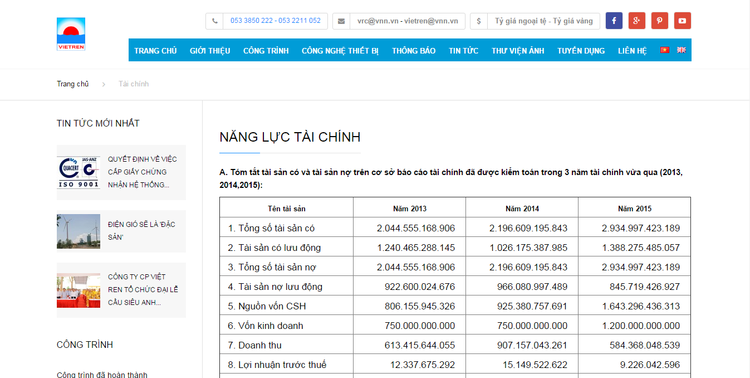 053 3850 222 - 053 2211 052
vrc@vnn.vn - vietren@vnn.vn
$ Tỷ giá ngoại tệ - Tỷ giá vàng
VIETREN
TRANG CHỦ GIỚI THIỆU CÔNG TRÌNH CÔNG NGHỆ THIẾT BỊ THÔNG BÁO TIN TỨC THƯ VIỆN ẢNH TUYỂN DỤNG LIÊN HỆ
Trang chủ > Tài chính
TIN TỨC MỚI NHẤT
QUACERT
JAS-ANZ
ISO 9001
QUYẾT ĐỊNH VỀ VIỆC
CẤP GIẤY CHỨNG
NHẬN HỆ THỐNG...
ĐIỆN GIÓ SẼ LÀ 'ĐẶC
SẢN'
CÔNG TY CP VIỆT
REN TỔ CHỨC ĐẠI LỄ
CẦU SIÊU ANH...
CÔNG TRÌNH
Công trình đã hoàn thành
NĂNG LỰC TÀI CHÍNH
A. Tóm tắt tài sản có và tài sản nợ trên cơ sở báo cáo tài chính đã được kiểm toán trong 3 năm tài chính vừa qua (2013,
2014,2015):
Tên tài sản Năm 2013 Năm 2014 Năm 2015
1. Tổng số tài sản có 2.044.555.168.906 2.196.609.195.843 2.934.997.423.189
2. Tài sản có lưu động 1.240.465.288.145 1.026.175.387.985 1.388.275.485.057
3. Tổng số tài sản nợ 2.044.555.168.906 2.196.609.195.843 2.934.997.423.189
4. Tài sản nợ lưu động 922.600.024.676 966.080.997.489 845.719.426.927
5. Nguồn vốn CSH 806.155.945.326 925.380.757.691 1.643.296.436.313
6. Vốn kinh doanh 750.000.000.000 750.000.000.000 1.200.000.000.000
7. Doanh thu 613.415.644.055 907.157.043.261 584.368.048.539
8. Lợi nhuận trước thuế 12.337.675.292 15.149.522.622 9.226.042.596